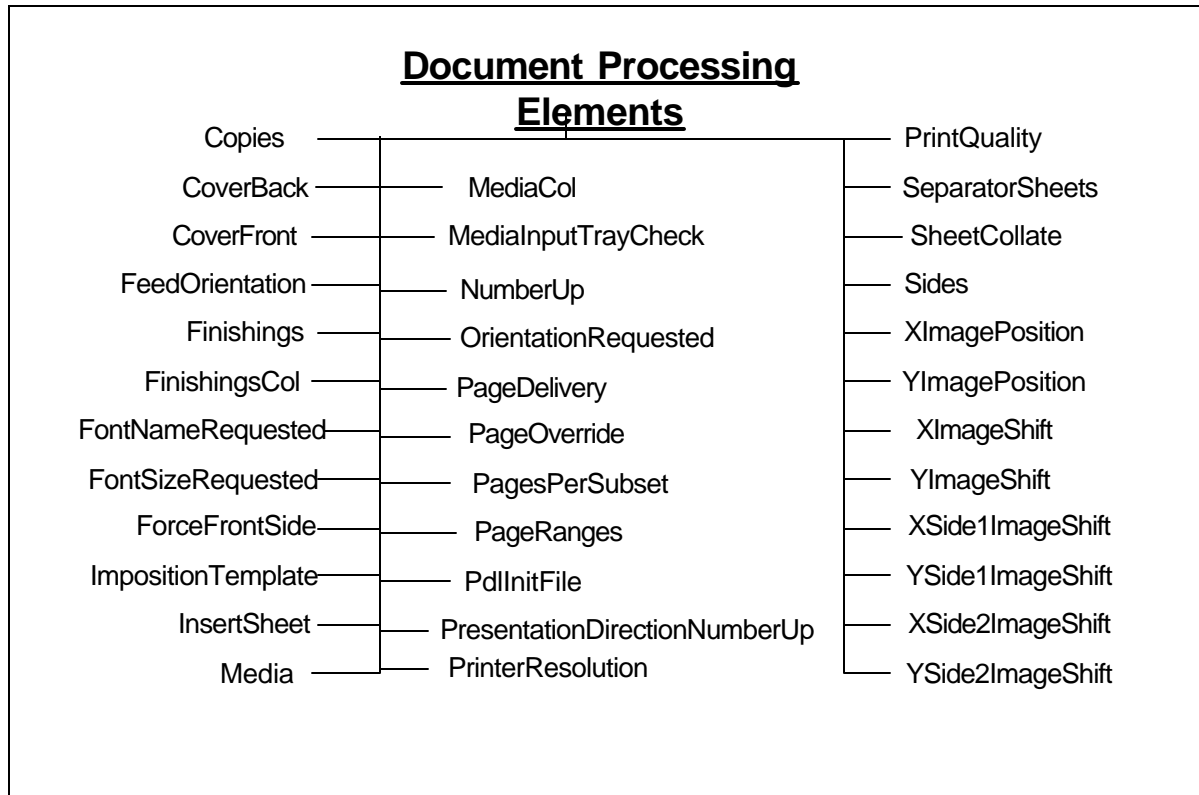 Document Processing
Elements
Copies
CoverBack
CoverFront
FeedOrientation
Finishings
FinishingsCol
FontNameRequested
FontSizeRequested
ForceFrontSide
ImpositionTemplate
InsertSheet
Media
MediaCol
MediaInputTrayCheck
NumberUp
OrientationRequested
PageDelivery
PageOverride
PagesPerSubset
PageRanges
PdlInitFile
PresentationDirectionNumberUp
PrinterResolution
PrintQuality
SeparatorSheets
SheetCollate
Sides
XImagePosition
YImagePosition
XImageShift
YImageShift
XSide1ImageShift
YSide1ImageShift
XSide2ImageShift
YSide2ImageShift